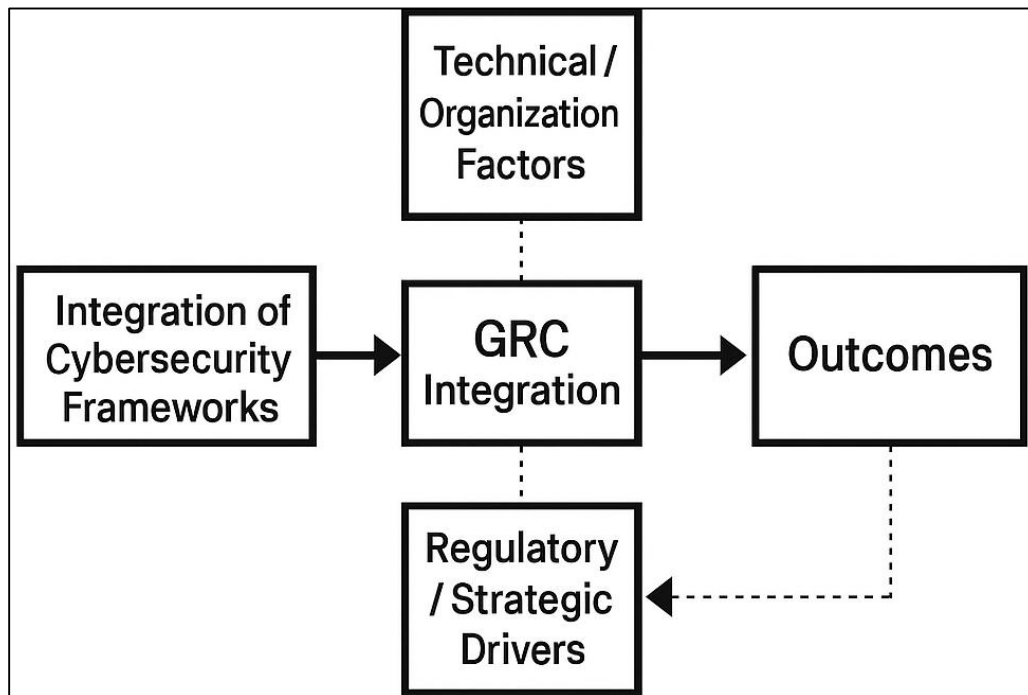 Technical /
Organization
Factors
Integration of
Cybersecurity
Frameworks
GRC
Integration
Outcomes
Regulatory
/ Strategic
Drivers